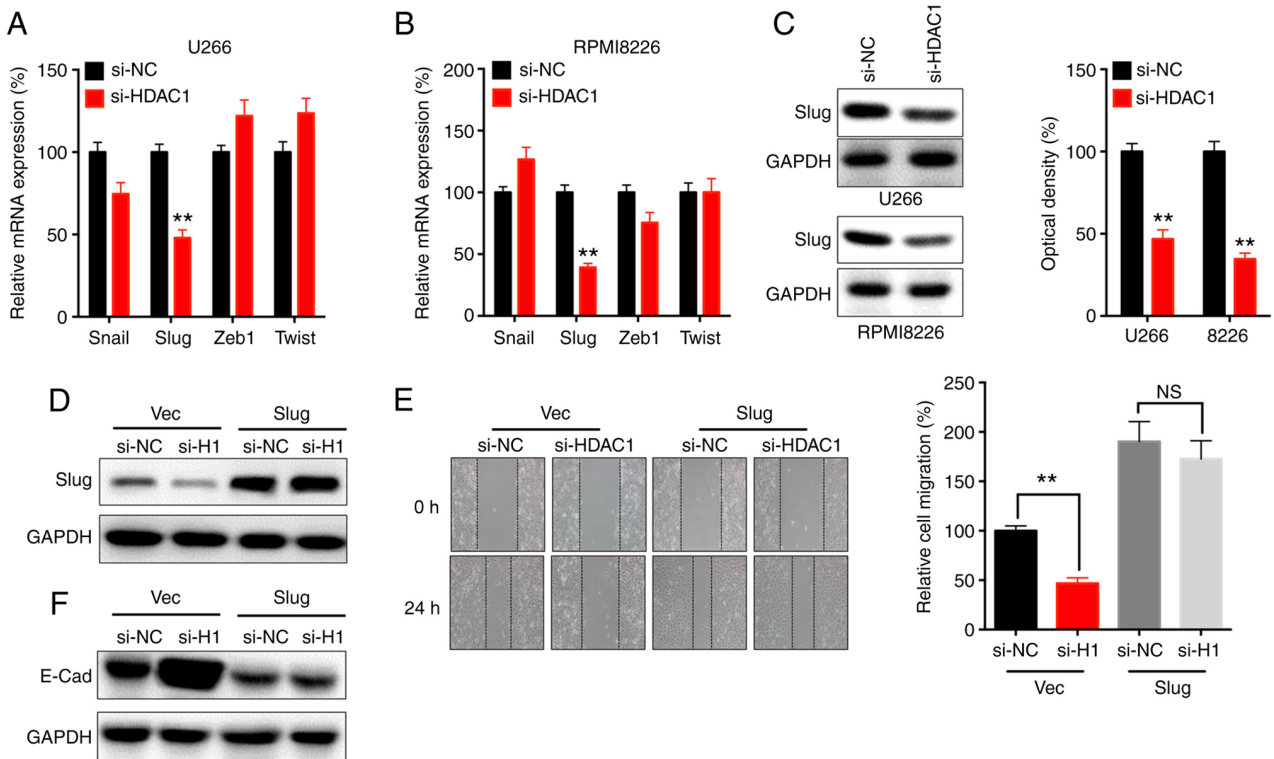 A
U266
Relative mRNA expression (%)
150
100
50
0
si-NC
si-HDAC1
**
Snail Slug Zeb1 Twist
B
RPMI8226
Relative mRNA expression (%)
200
150
100
50
0
si-NC
si-HDAC1
**
Snail Slug Zeb1 Twist
C
si-NC si-HDAC1
Slug
GAPDH
U266
Slug
GAPDH
RPMI8226
Optical density (%)
150
100
50
0
si-NC
si-HDAC1
**
**
U266 8226
D
Vec Slug
si-NC si-H1 si-NC si-H1
Slug
GAPDH
E
Vec Slug
si-NC si-HDAC1 si-NC si-HDAC1
0 h
24 h
Relative cell migration (%)
250
200
150
100
50
0
**
NS
si-NC si-H1 si-NC si-H1
Vec Slug
F
Vec Slug
si-NC si-H1 si-NC si-H1
E-Cad
GAPDH